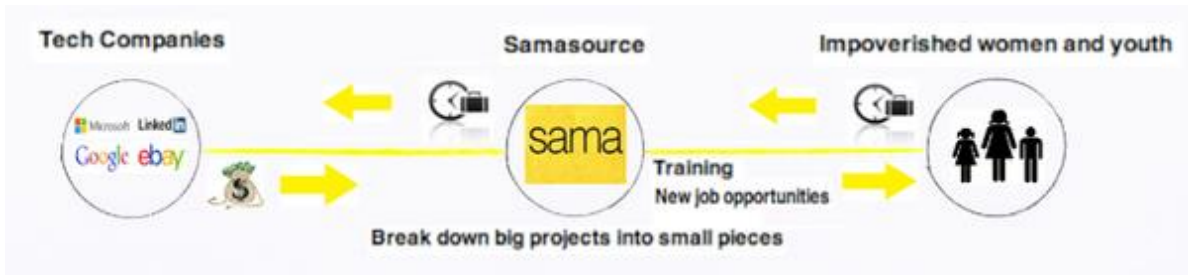 Tech Companies
Samasource
Impoverished women and youth
Microsoft LinkedIn
Google ebay
$
sama
Training
New job opportunities
Break down big projects into small pieces